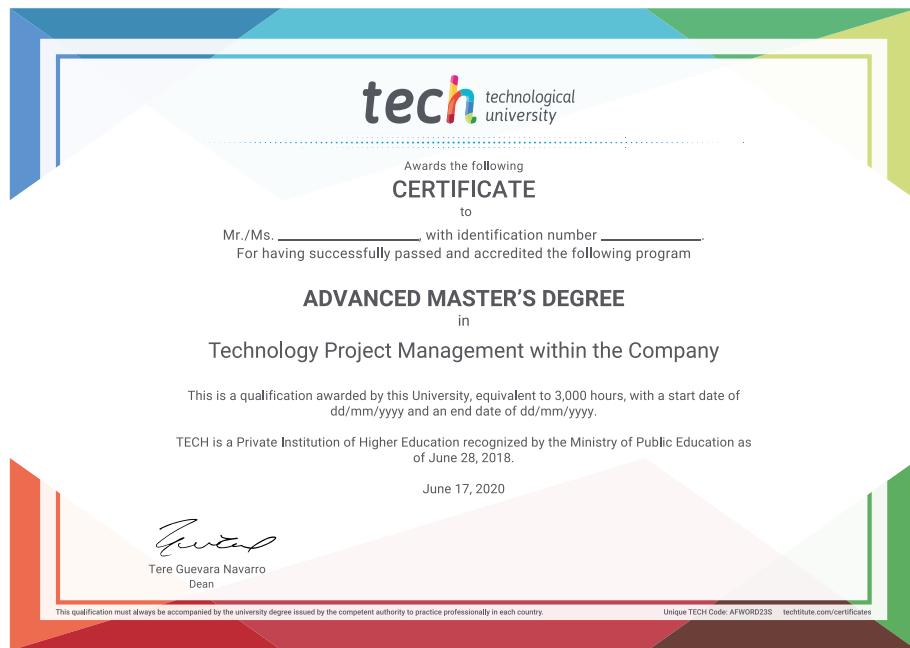 tech technological
university
Awards the following
CERTIFICATE
to
Mr./Ms. ____________________, with identification number ______________.
For having successfully passed and accredited the following program
ADVANCED MASTER'S DEGREE
in
Technology Project Management within the Company
This is a qualification awarded by this University, equivalent to 3,000 hours, with a start date of
dd/mm/yyyy and an end date of dd/mm/yyyy.
TECH is a Private Institution of Higher Education recognized by the Ministry of Public Education as
of June 28, 2018.
June 17, 2020
Tere Guevara Navarro
Dean
This qualification must always be accompanied by the university degree issued by the competent authority to practice professionally in each country.
Unique TECH Code: AFWORD23S techtitute.com/certificates